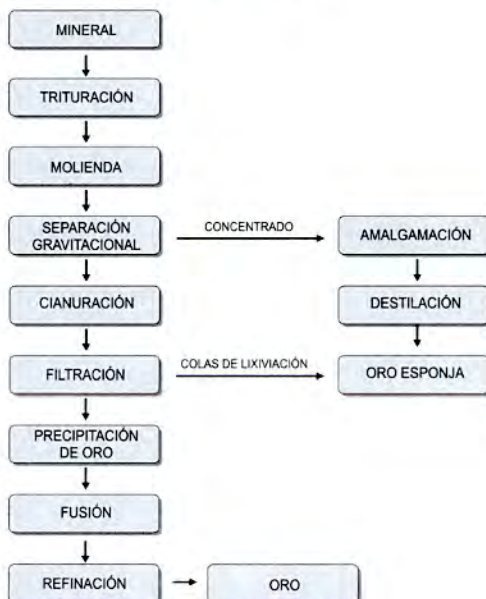 MINERAL
TRITURACIÓN
MOLIENDA
SEPARACIÓN
GRAVITACIONAL
CONCENTRADO
AMALGAMACIÓN
CIANURACIÓN
DESTILACIÓN
FILTRACIÓN
COLAS DE LIXIVIACIÓN
ORO ESPONJA
PRECIPITACIÓN
DE ORO
FUSIÓN
REFINACIÓN
ORO